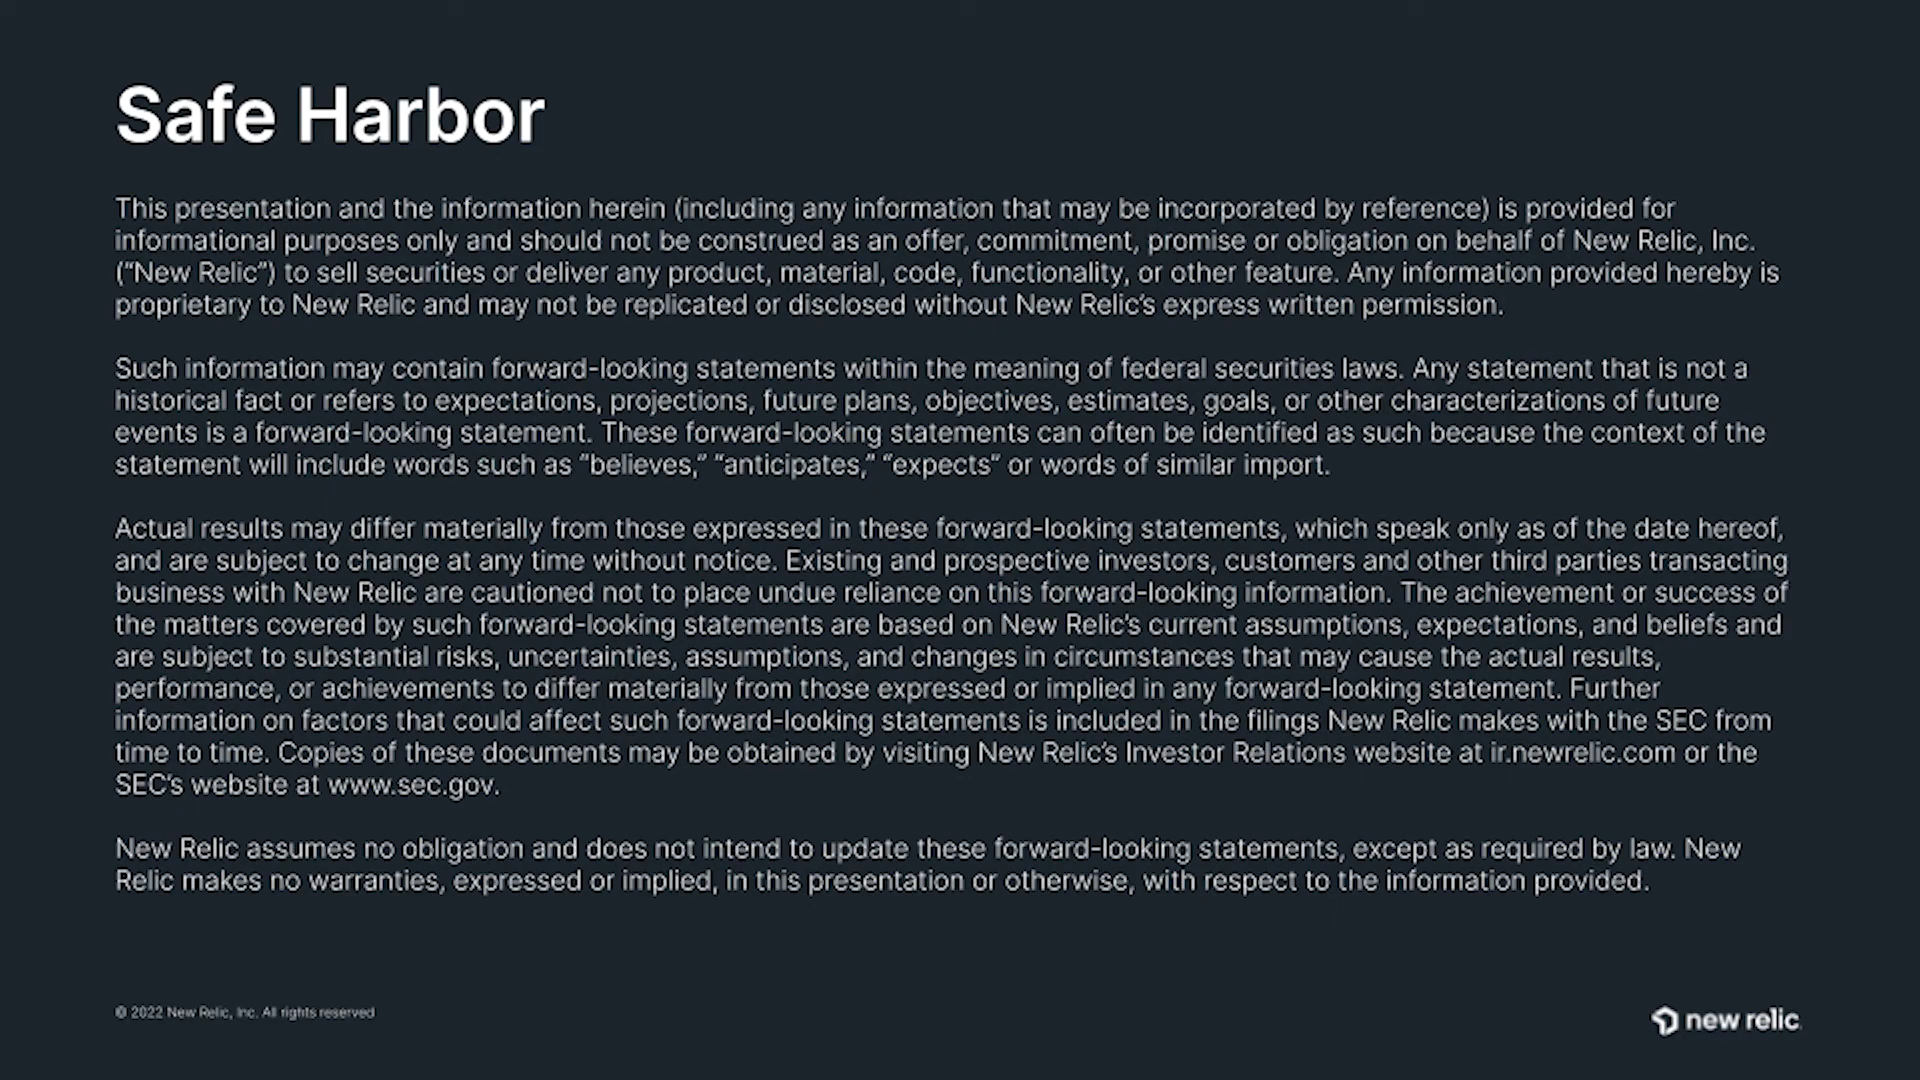 Safe Harbor
This presentation and the information herein (including any information that may be incorporated by reference) is provided for
informational purposes only and should not be construed as an offer, commitment, promise or obligation on behalf of New Relic, Inc.
(“New Relic”) to sell securities or deliver any product, material, code, functionality, or other feature. Any information provided hereby is
proprietary to New Relic and may not be replicated or disclosed without New Relic’s express written permission.
Such information may contain forward-looking statements within the meaning of federal securities laws. Any statement that is not a
historical fact or refers to expectations, projections, future plans, objectives, estimates, goals, or other characterizations of future
events is a forward-looking statement. These forward-looking statements can often be identified as such because the context of the
statement will include words such as “believes,” “anticipates,” “expects” or words of similar import.
Actual results may differ materially from those expressed in these forward-looking statements, which speak only as of the date hereof,
and are subject to change at any time without notice. Existing and prospective investors, customers and other third parties transacting
business with New Relic are cautioned not to place undue reliance on this forward-looking information. The achievement or success of
the matters covered by such forward-looking statements are based on New Relic’s current assumptions, expectations, and beliefs and
are subject to substantial risks, uncertainties, assumptions, and changes in circumstances that may cause the actual results,
performance, or achievements to differ materially from those expressed or implied in any forward-looking statement. Further
information on factors that could affect such forward-looking statements is included in the filings New Relic makes with the SEC from
time to time. Copies of these documents may be obtained by visiting New Relic’s Investor Relations website at ir.newrelic.com or the
SEC’s website at www.sec.gov.
New Relic assumes no obligation and does not intend to update these forward-looking statements, except as required by law. New
Relic makes no warranties, expressed or implied, in this presentation or otherwise, with respect to the information provided.
© 2022 New Relic, Inc. All rights reserved
new relic